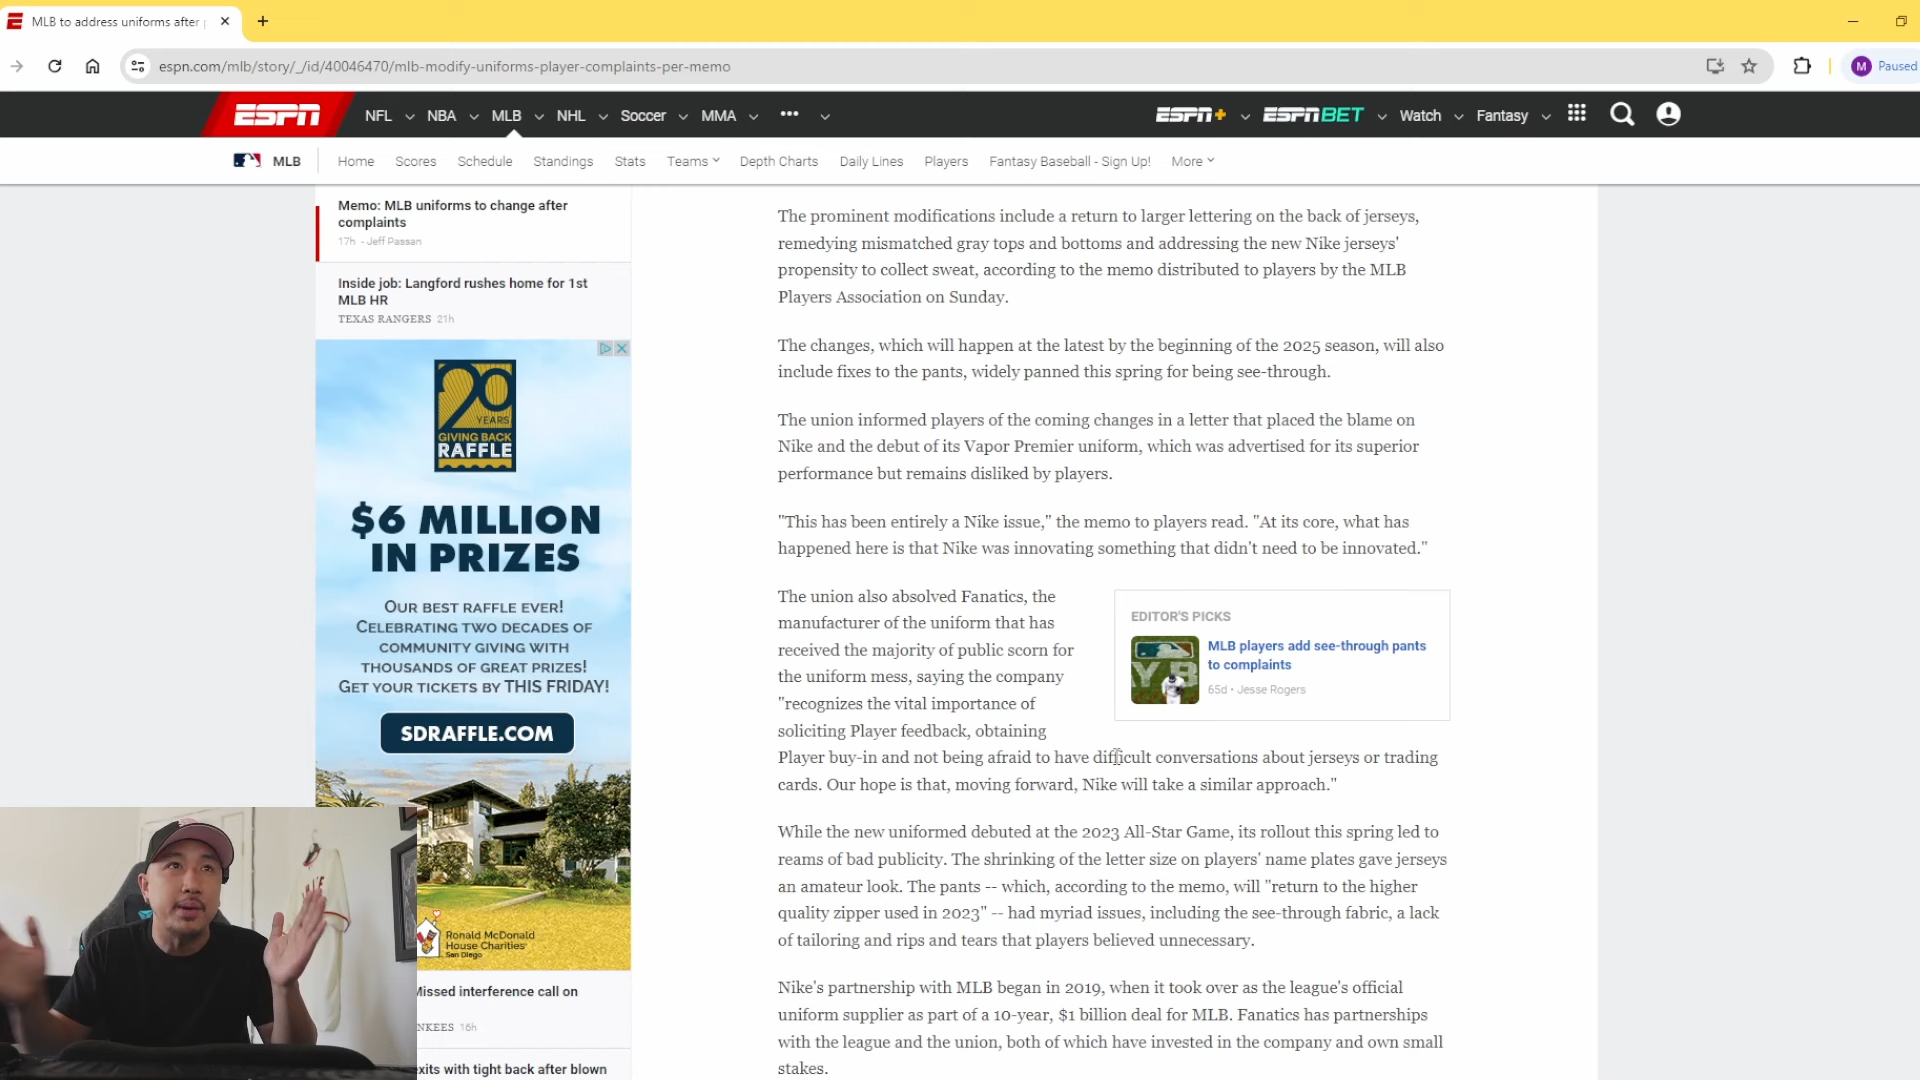 MLB to address uniforms after
espn.com/mlb/story/_/id/40046470/mlb-modify-uniforms-player-complaints-per-memo
M Paused
ESPN NFL NBA MLB NHL Soccer MMA ••• ESPN+ ESPN BET Watch Fantasy
MLB Home Scores Schedule Standings Stats Teams Depth Charts Daily Lines Players Fantasy Baseball - Sign Up! More
Memo: MLB uniforms to change after
complaints
17h - Jeff Passan
Inside job: Langford rushes home for 1st
MLB HR
TEXAS RANGERS 21h
20
YEARS
GIVING BACK
RAFFLE
$6 MILLION
IN PRIZES
OUR BEST RAFFLE EVER!
CELEBRATING TWO DECADES OF
COMMUNITY GIVING WITH
THOUSANDS OF GREAT PRIZES!
GET YOUR TICKETS BY THIS FRIDAY!
SDRAFFLE.COM
Ronald McDonald
House Charities
San Diego
Missed interference call on
NKEES 16h
exits with tight back after blown
The prominent modifications include a return to larger lettering on the back of jerseys,
remedying mismatched gray tops and bottoms and addressing the new Nike jerseys'
propensity to collect sweat, according to the memo distributed to players by the MLB
Players Association on Sunday.
The changes, which will happen at the latest by the beginning of the 2025 season, will also
include fixes to the pants, widely panned this spring for being see-through.
The union informed players of the coming changes in a letter that placed the blame on
Nike and the debut of its Vapor Premier uniform, which was advertised for its superior
performance but remains disliked by players.
"This has been entirely a Nike issue," the memo to players read. "At its core, what has
happened here is that Nike was innovating something that didn't need to be innovated."
The union also absolved Fanatics, the
manufacturer of the uniform that has
received the majority of public scorn for
the uniform mess, saying the company
"recognizes the vital importance of
soliciting Player feedback, obtaining
Player buy-in and not being afraid to have difficult conversations about jerseys or trading
cards. Our hope is that, moving forward, Nike will take a similar approach."
EDITOR'S PICKS
MLB players add see-through pants
to complaints
65d • Jesse Rogers
While the new uniformed debuted at the 2023 All-Star Game, its rollout this spring led to
reams of bad publicity. The shrinking of the letter size on players' name plates gave jerseys
an amateur look. The pants -- which, according to the memo, will "return to the higher
quality zipper used in 2023" -- had myriad issues, including the see-through fabric, a lack
of tailoring and rips and tears that players believed unnecessary.
Nike's partnership with MLB began in 2019, when it took over as the league's official
uniform supplier as part of a 10-year, $1 billion deal for MLB. Fanatics has partnerships
with the league and the union, both of which have invested in the company and own small
stakes.